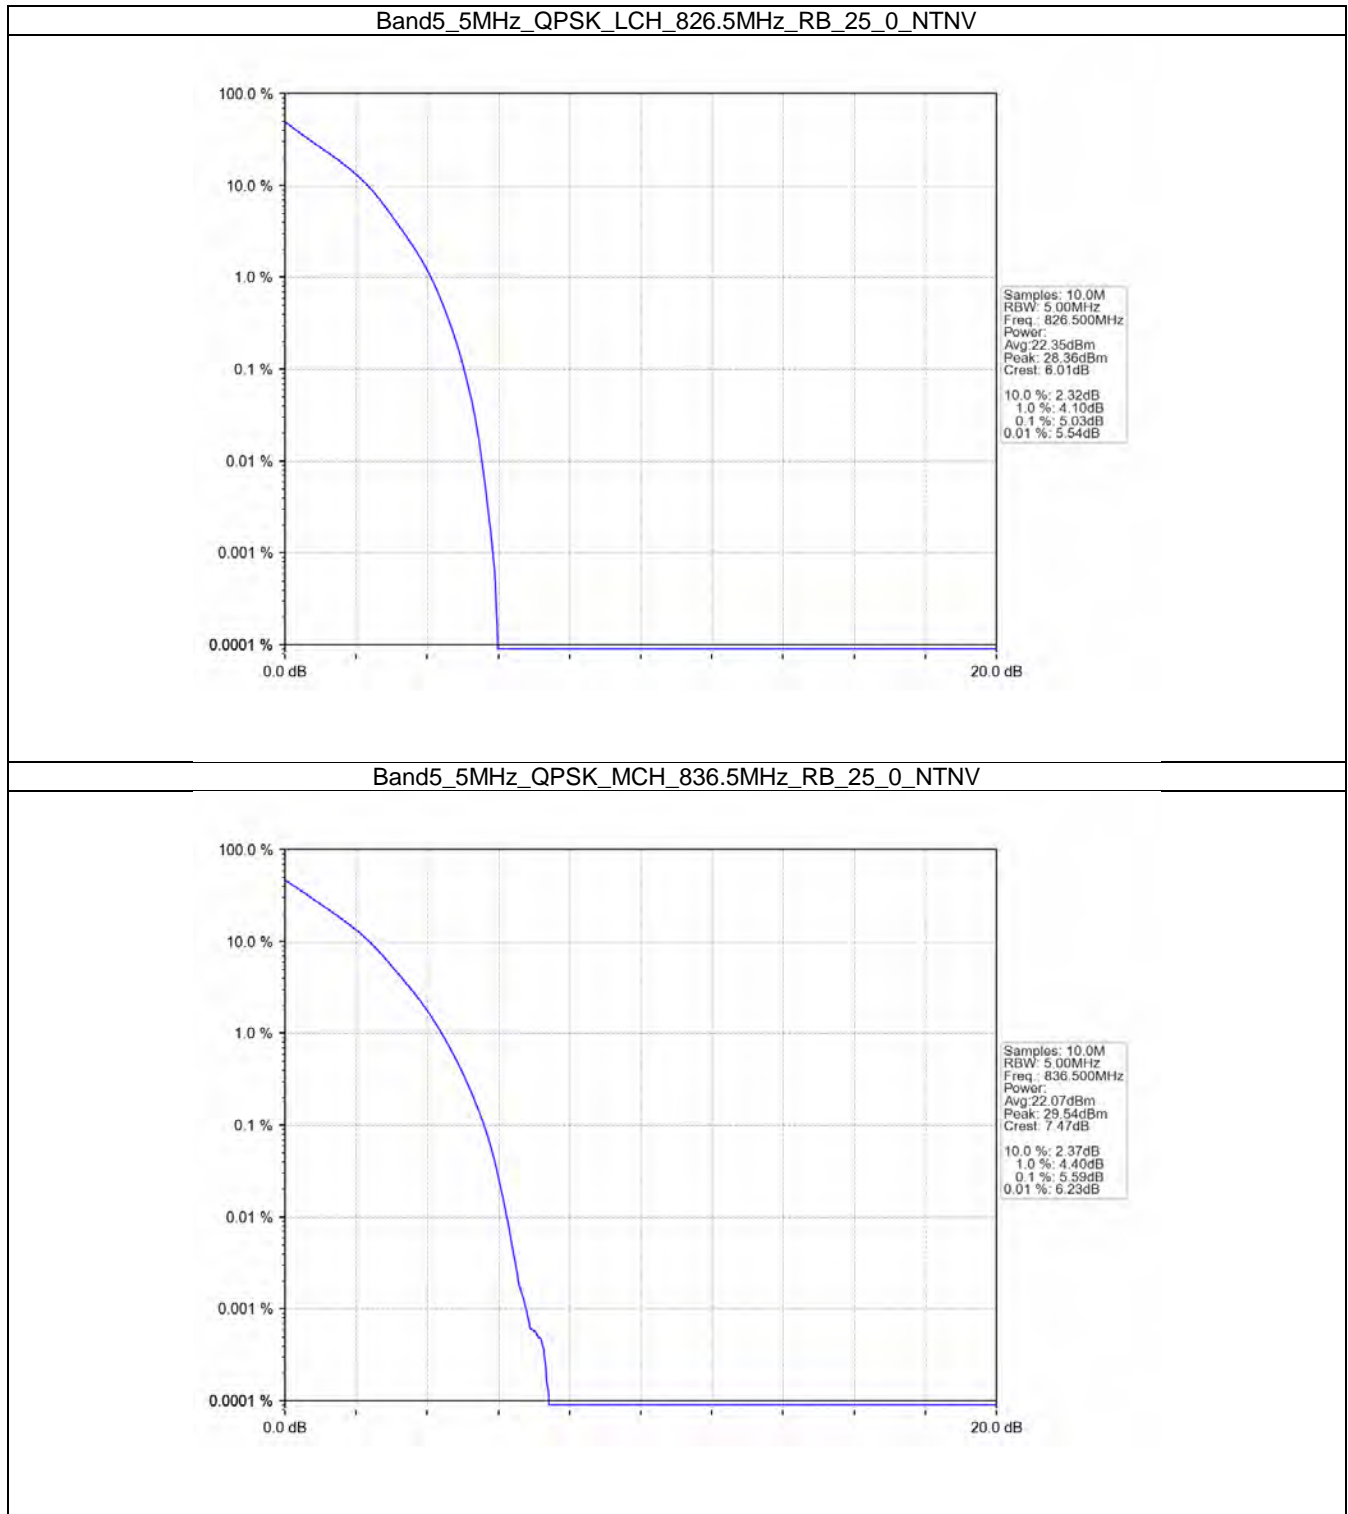 Band5_5MHz_QPSK_LCH_826.5MHz_RB_25_0_NTNV
100.0 %
10.0 %
1.0 %
0.1 %
0.01 %
0.001 %
0.0001 %
0.0 dB
20.0 dB
Samples: 10.0M
RBW: 5.00MHz
Freq.: 826.500MHz
Power:
Avg:22.35dBm
Peak: 28.36dBm
Crest: 6.01dB
10.0 %: 2.32dB
1.0 %: 4.10dB
0.1 %: 5.03dB
0.01 %: 5.54dB
Band5_5MHz_QPSK_MCH_836.5MHz_RB_25_0_NTNV
100.0 %
10.0 %
1.0 %
0.1 %
0.01 %
0.001 %
0.0001 %
0.0 dB
20.0 dB
Samples: 10.0M
RBW: 5.00MHz
Freq.: 836.500MHz
Power:
Avg:22.07dBm
Peak: 29.54dBm
Crest: 7.47dB
10.0 %: 2.37dB
1.0 %: 4.40dB
0.1 %: 5.59dB
0.01 %: 6.23dB